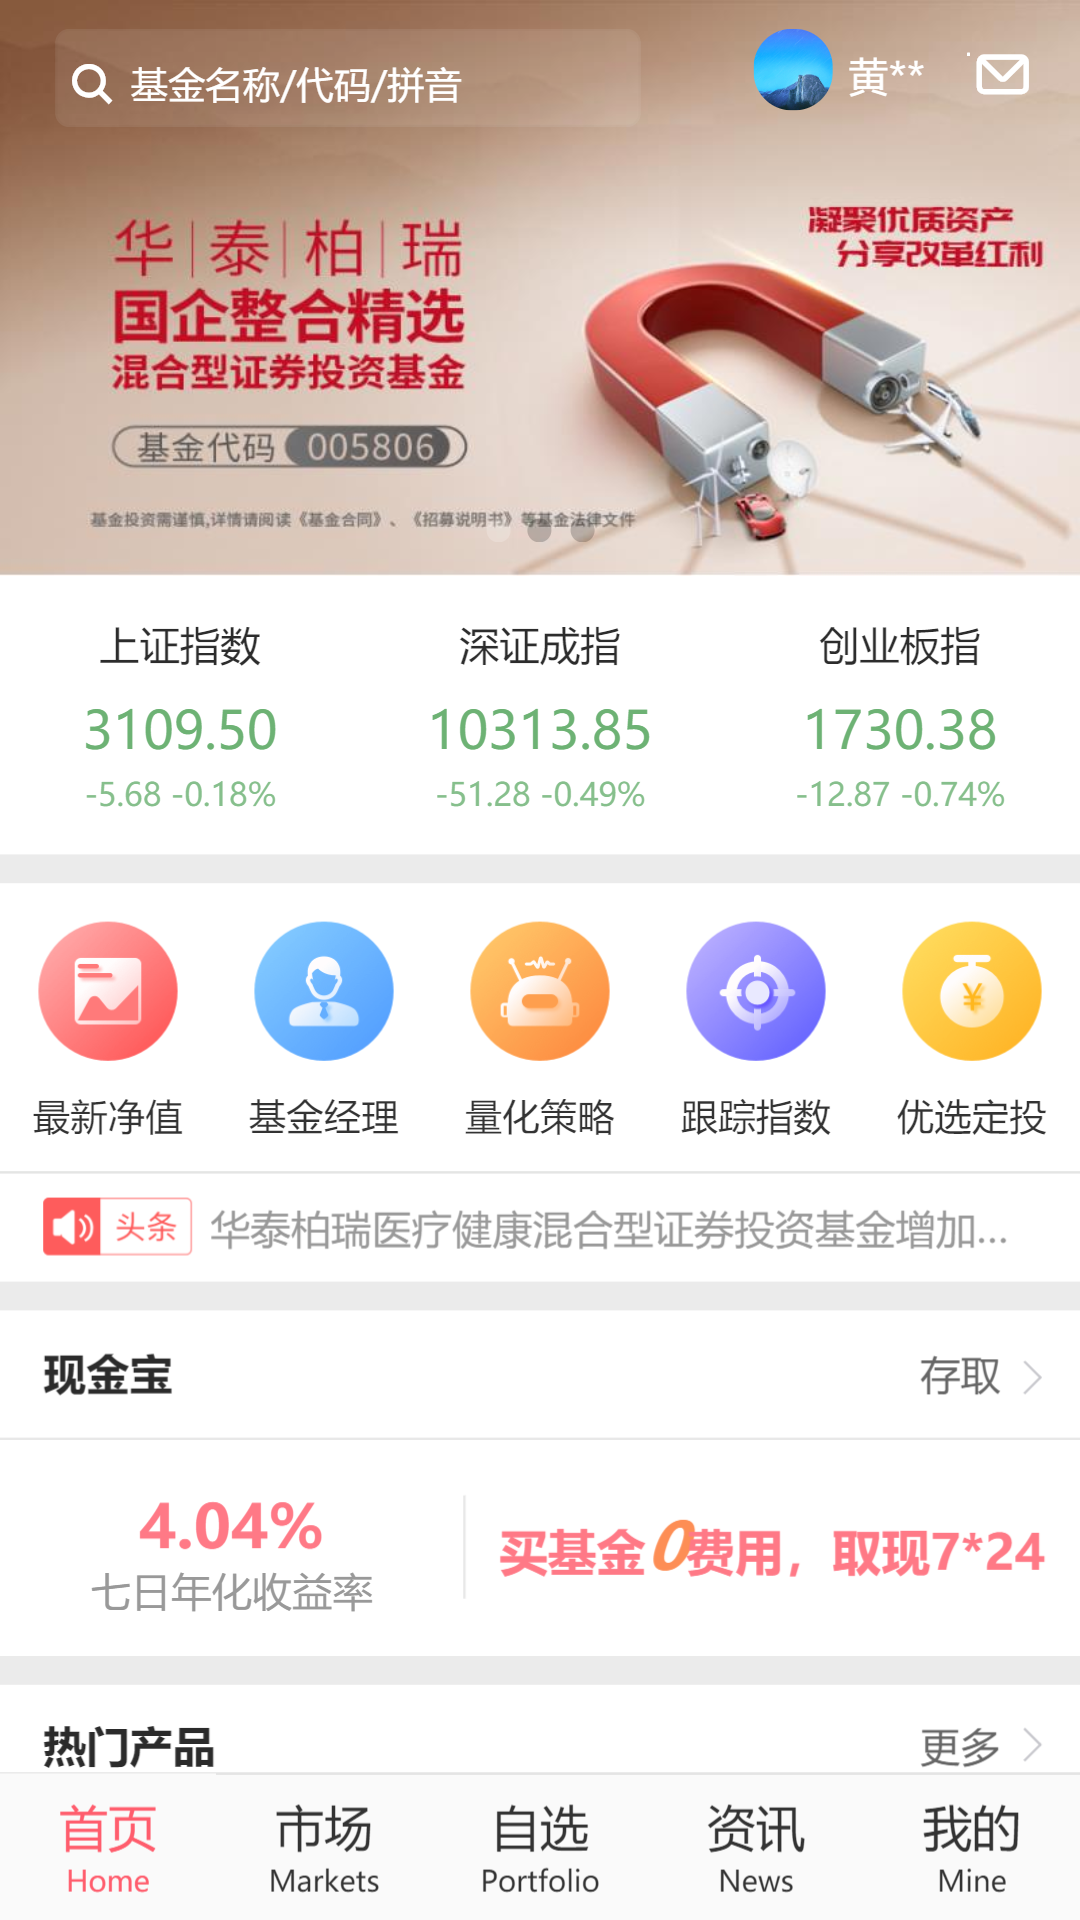 基金名称/代码/拼音
黄**
凝聚优质资产
分享改革红利
华泰柏瑞
国企整合精选
混合型证券投资基金
基金代码 005806
基金投资需谨慎,详情请阅读《基金合同》、《招募说明书》等基金法律文件
上证指数 深证成指 创业板指
3109.50 10313.85 1730.38
-5.68 -0.18% -51.28 -0.49% -12.87 -0.74%
¥
最新净值 基金经理 量化策略 跟踪指数 优选定投
头条 华泰柏瑞医疗健康混合型证券投资基金增加...
现金宝 存取
4.04%
七日年化收益率
买基金0费用，取现7*24
热门产品 更多
首页 市场 自选 资讯 我的
Home Markets Portfolio News Mine